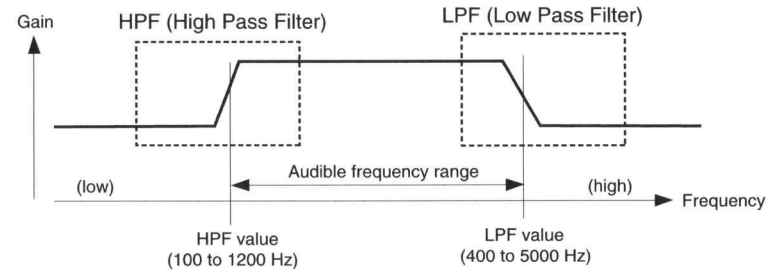 Gain
HPF (High Pass Filter)
LPF (Low Pass Filter)
Audible frequency range
(low)
(high)
Frequency
HPF value
(100 to 1200 Hz)
LPF value
(400 to 5000 Hz)